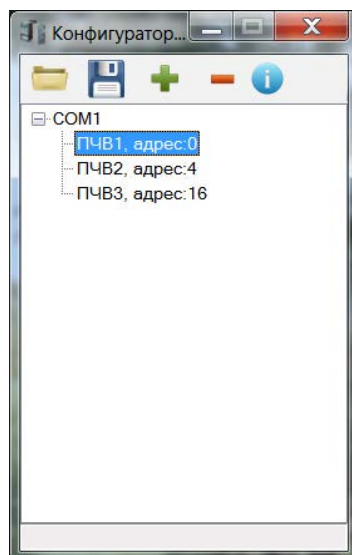 Конфигуратор...
COM1
ПЧВ1, адрес:0
ПЧВ2, адрес:4
ПЧВ3, адрес:16